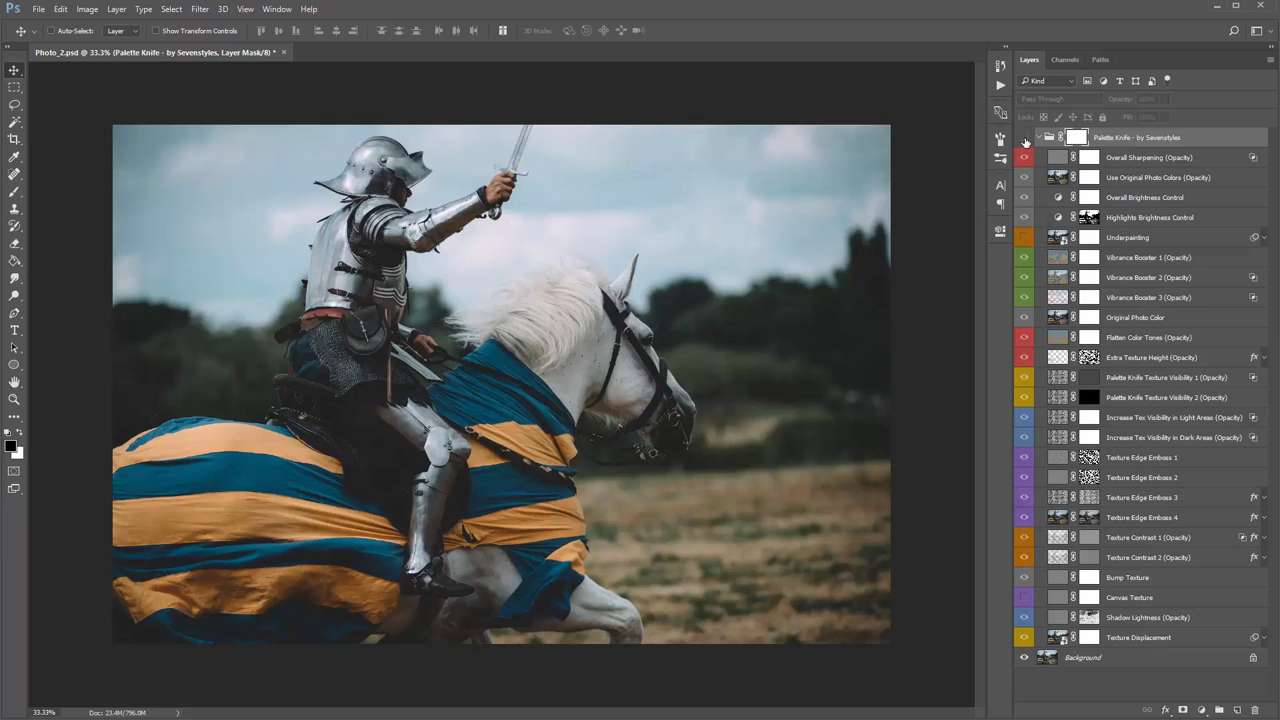 Ps File Edit Image Layer Type Select Filter 3D View Window Help
Auto-Select: Layer Show Transform Controls 3D Mode:
Photo_2.psd @ 33.3% (Palette Knife - by Sevenstyles, Layer Mask/8) * ×
Layers Channels Paths
Kind
Pass Through Opacity: 100%
Lock: Fill: 100%
Palette Knife - by Sevenstyles
Overall Sharpening (Opacity)
Use Original Photo Colors (Opacity)
Overall Brightness Control
Highlights Brightness Control
Underpainting
Vibrance Booster 1 (Opacity)
Vibrance Booster 2 (Opacity)
Vibrance Booster 3 (Opacity)
Original Photo Color
Flatten Color Tones (Opacity)
Extra Texture Height (Opacity) fx
Palette Knife Texture Visibility 1 (Opacity)
Palette Knife Texture Visibility 2 (Opacity)
Increase Tex Visibility in Light Areas (Opacity)
Increase Tex Visibility in Dark Areas (Opacity)
Texture Edge Emboss 1
Texture Edge Emboss 2
Texture Edge Emboss 3 fx
Texture Edge Emboss 4 fx
Texture Contrast 1 (Opacity) fx
Texture Contrast 2 (Opacity) fx
Bump Texture
Canvas Texture
Shadow Lightness (Opacity)
Texture Displacement
Background
33.33% Doc: 23.4M/796.0M